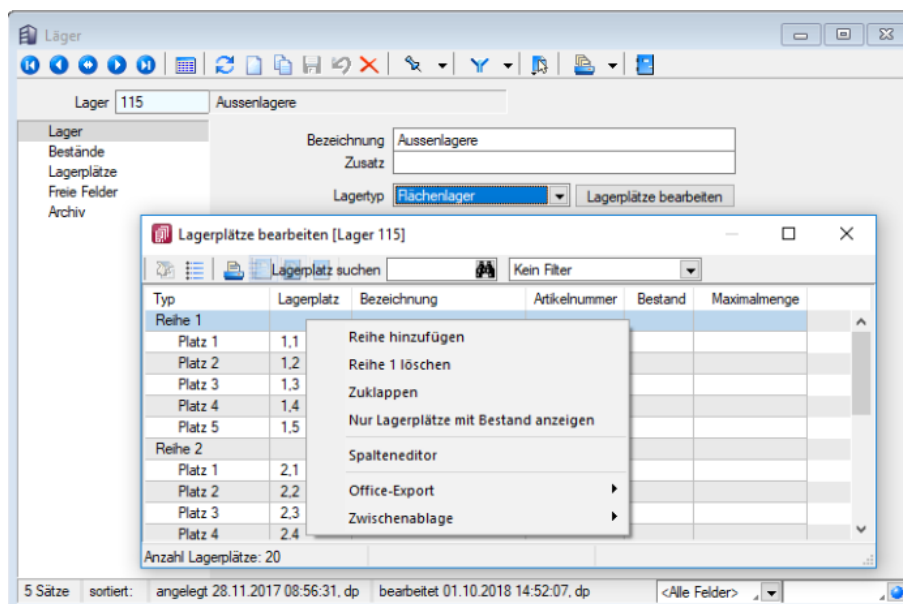 Läger
Lager 115 Aussenlagere
Lager
Bestände
Lagerplätze
Freie Felder
Archiv
Bezeichnung Aussenlagere
Zusatz
Lagertyp Flächenlager Lagerplätze bearbeiten
Lagerplätze bearbeiten [Lager 115]
Lagerplatz suchen Kein Filter
Typ Lagerplatz Bezeichnung Artikelnummer Bestand Maximalmenge
Reihe 1
Platz 1 1,1
Platz 2 1,2
Platz 3 1,3
Platz 4 1,4
Platz 5 1,5
Reihe 2
Platz 1 2,1
Platz 2 2,2
Platz 3 2,3
Platz 4 2,4
Reihe hinzufügen
Reihe 1 löschen
Zuklappen
Nur Lagerplätze mit Bestand anzeigen
Spalteneditor
Office-Export
Zwischenablage
Anzahl Lagerplätze: 20
5 Sätze sortiert: angelegt 28.11.2017 08:56:31, dp bearbeitet 01.10.2018 14:52:07, dp <Alle Felder>